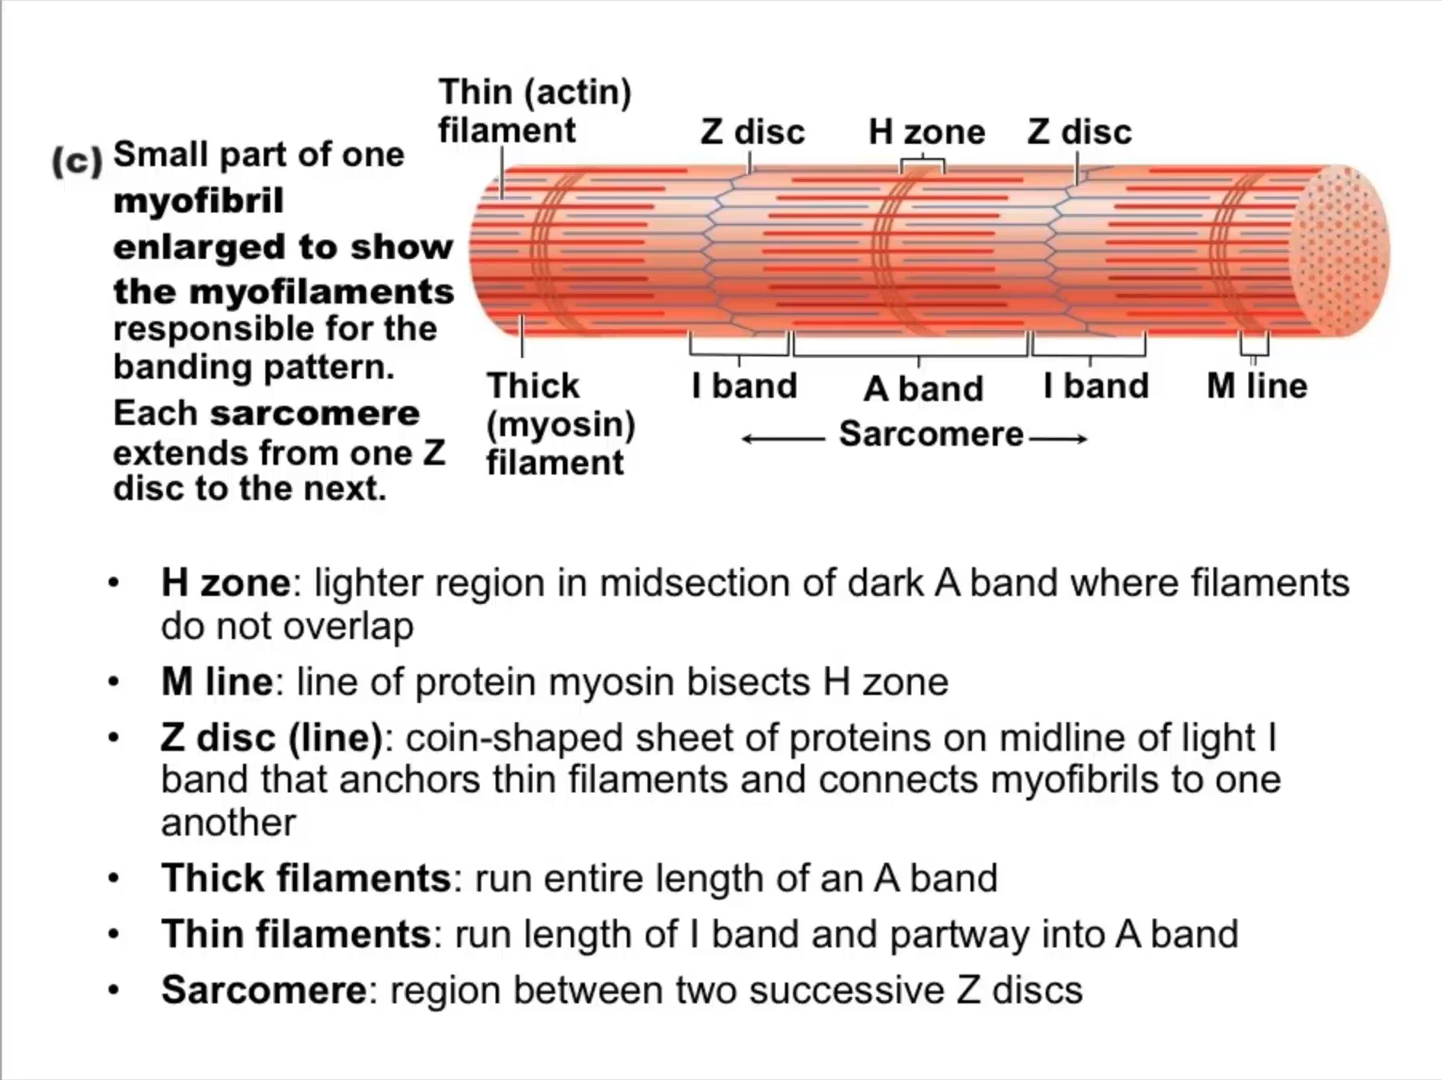 Thin (actin)
filament
Z disc
H zone
Z disc
(c) Small part of one
myofibril
enlarged to show
the myofilaments
responsible for the
banding pattern.
Each sarcomere
extends from one Z
disc to the next.
Thick
(myosin)
filament
I band
A band
I band
M line
Sarcomere
• H zone: lighter region in midsection of dark A band where filaments
do not overlap
• M line: line of protein myosin bisects H zone
• Z disc (line): coin-shaped sheet of proteins on midline of light I
band that anchors thin filaments and connects myofibrils to one
another
• Thick filaments: run entire length of an A band
• Thin filaments: run length of I band and partway into A band
• Sarcomere: region between two successive Z discs